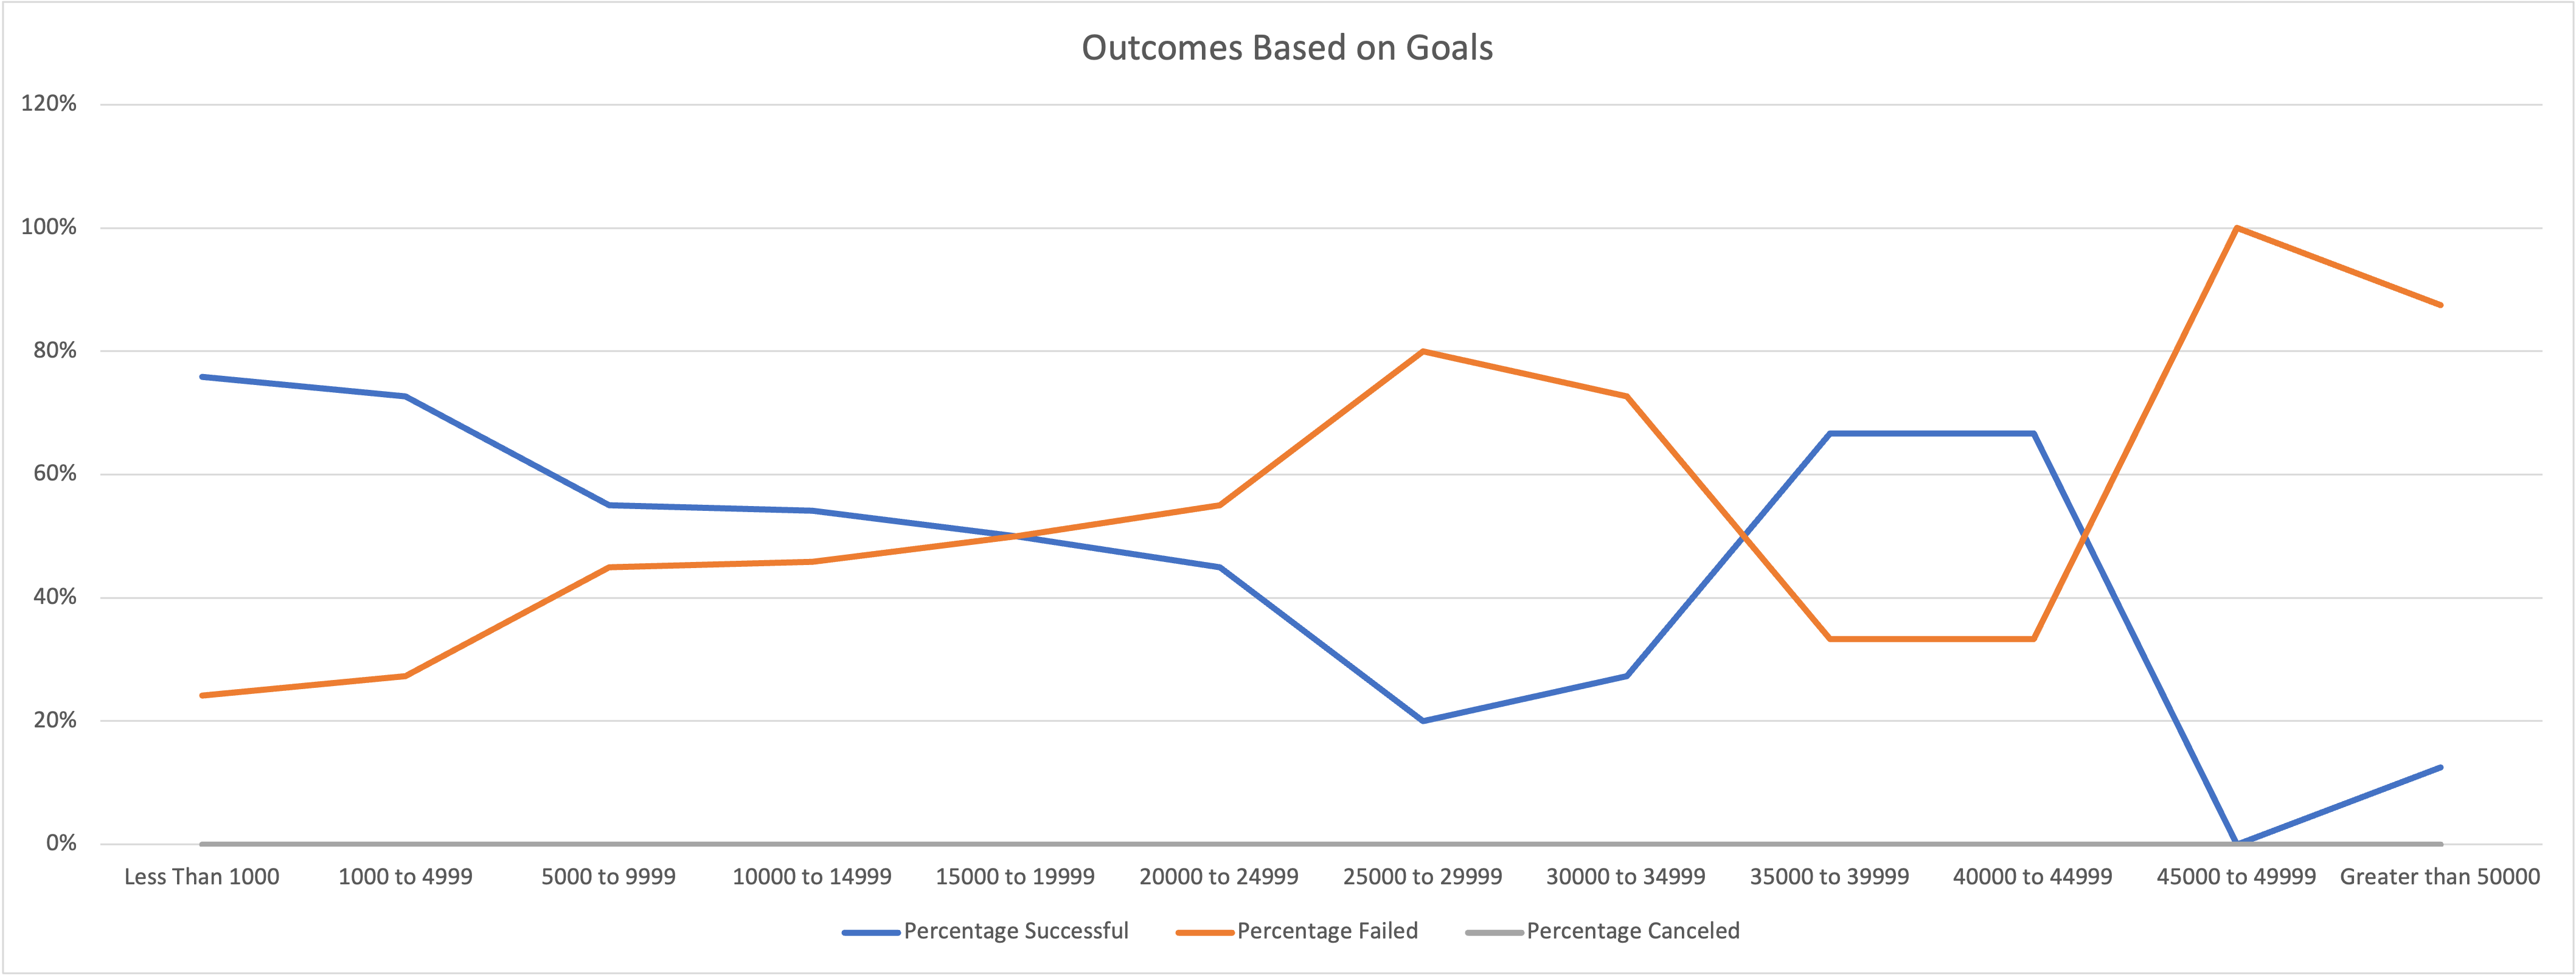 Outcomes Based on Goals
120%
100%
80%
60%
40%
20%
0%
Less Than 1000 1000 to 4999 5000 to 9999 10000 to 14999 15000 to 19999 20000 to 24999 25000 to 29999 30000 to 34999 35000 to 39999 40000 to 44999 45000 to 49999 Greater than 50000
Percentage Successful Percentage Failed Percentage Canceled